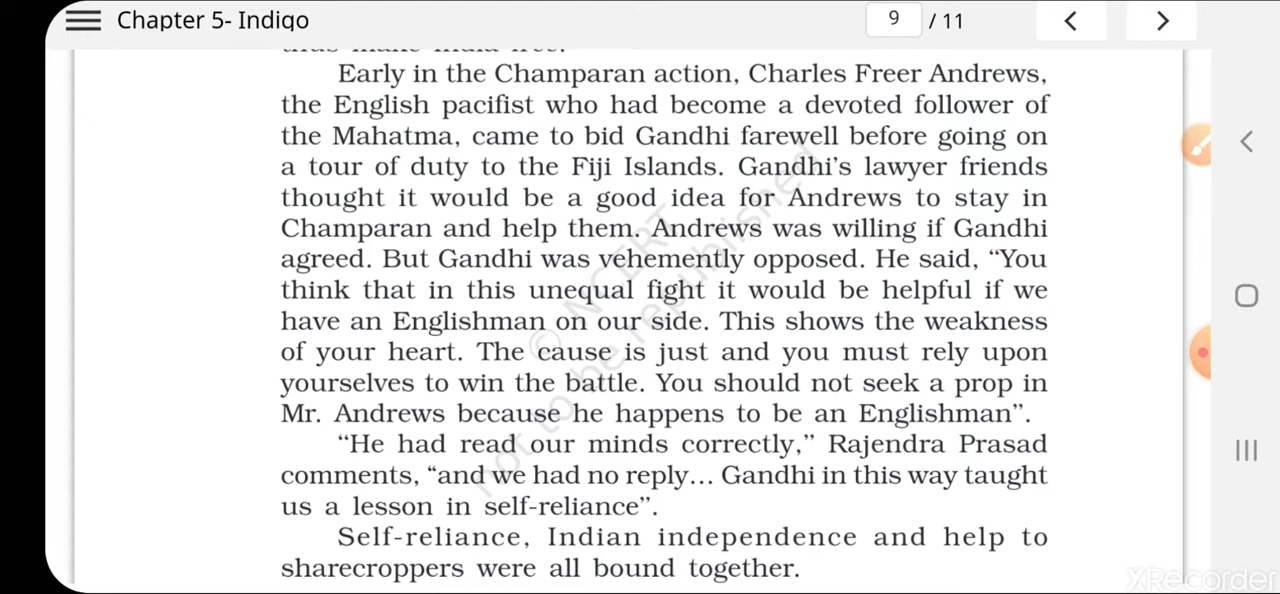 Chapter 5- Indigo
9 / 11
Early in the Champaran action, Charles Freer Andrews,
the English pacifist who had become a devoted follower of
the Mahatma, came to bid Gandhi farewell before going on
a tour of duty to the Fiji Islands. Gandhi's lawyer friends
thought it would be a good idea for Andrews to stay in
Champaran and help them. Andrews was willing if Gandhi
agreed. But Gandhi was vehemently opposed. He said, “You
think that in this unequal fight it would be helpful if we
have an Englishman on our side. This shows the weakness
of your heart. The cause is just and you must rely upon
yourselves to win the battle. You should not seek a prop in
Mr. Andrews because he happens to be an Englishman”.
“He had read our minds correctly,” Rajendra Prasad
comments, “and we had no reply... Gandhi in this way taught
us a lesson in self-reliance”.
Self-reliance, Indian independence and help to
sharecroppers were all bound together.
© NCERT
not to be republished
XRecorder